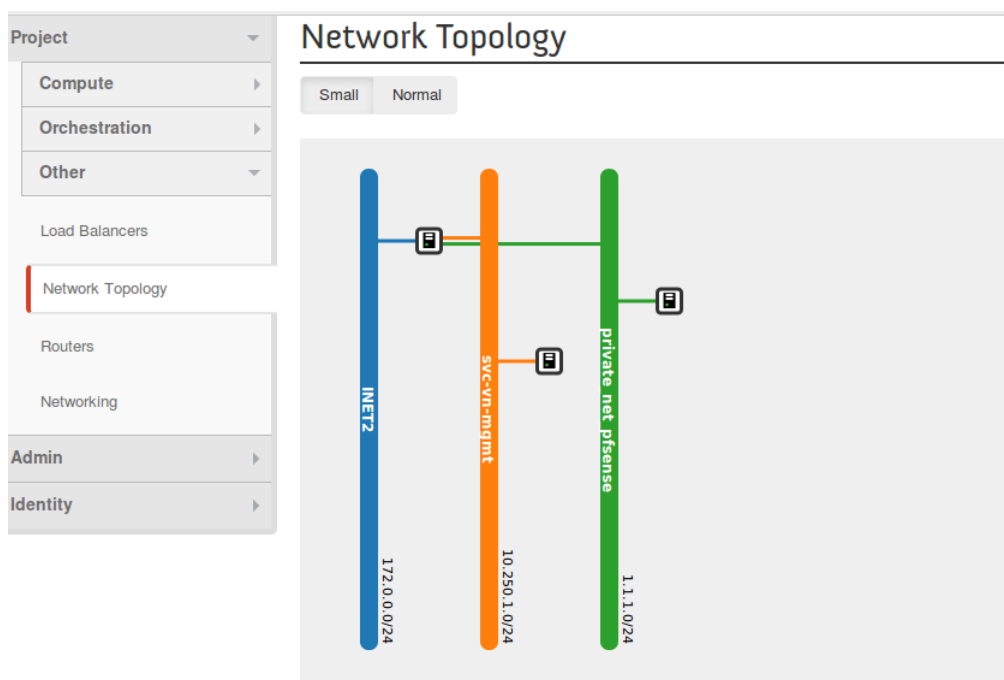 Project
Compute
Orchestration
Other
Load Balancers
Network Topology
Routers
Networking
Admin
Identity
Network Topology
Small Normal
INET2
172.0.0.0/24
svc-vn-mgmt
10.250.1.0/24
private_net_pfsense
1.1.1.0/24